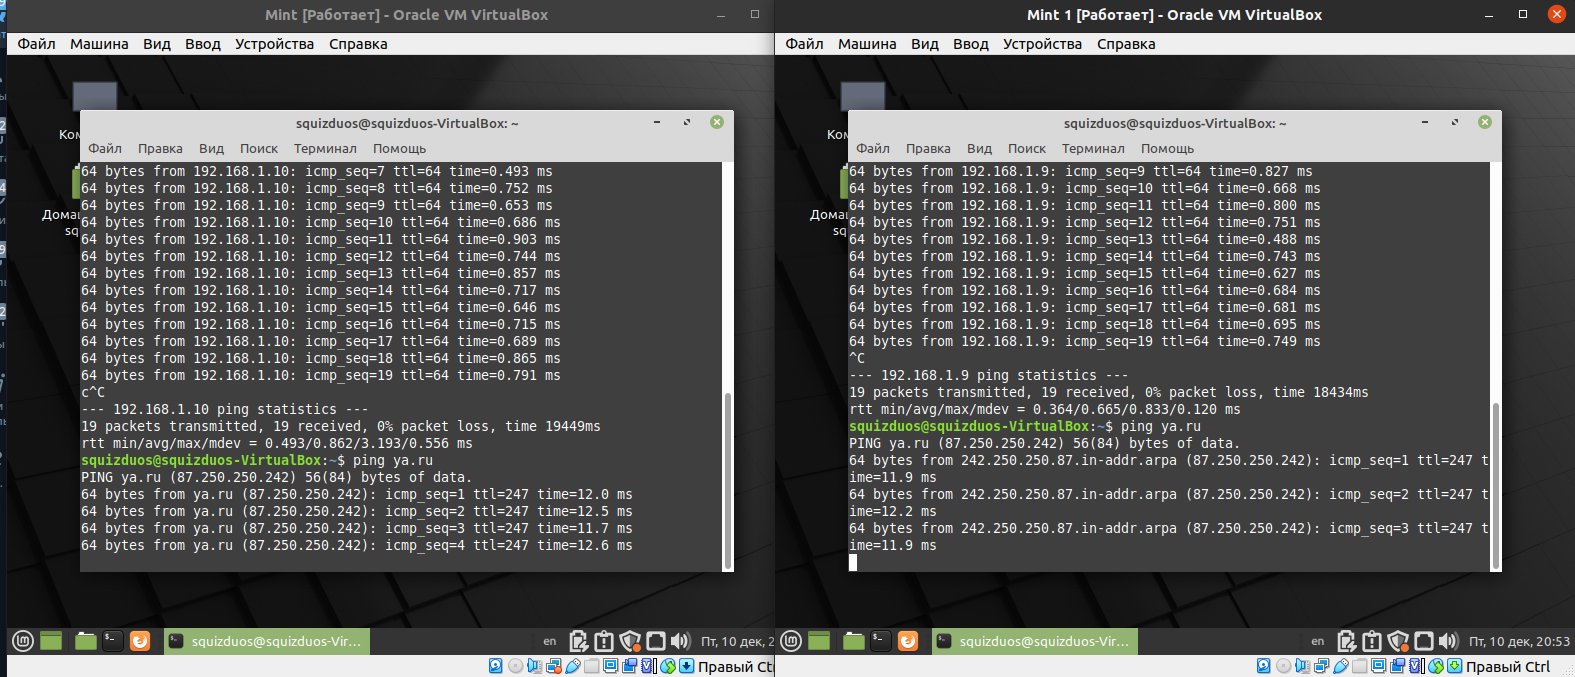 Mint [Работает] - Oracle VM VirtualBox
Файл Машина Вид Ввод Устройства Справка
squizduos@squizduos-VirtualBox: ~
Файл Правка Вид Поиск Терминал Помощь
64 bytes from 192.168.1.10: icmp_seq=7 ttl=64 time=0.493 ms
64 bytes from 192.168.1.10: icmp_seq=8 ttl=64 time=0.752 ms
64 bytes from 192.168.1.10: icmp_seq=9 ttl=64 time=0.653 ms
64 bytes from 192.168.1.10: icmp_seq=10 ttl=64 time=0.686 ms
64 bytes from 192.168.1.10: icmp_seq=11 ttl=64 time=0.903 ms
64 bytes from 192.168.1.10: icmp_seq=12 ttl=64 time=0.744 ms
64 bytes from 192.168.1.10: icmp_seq=13 ttl=64 time=0.857 ms
64 bytes from 192.168.1.10: icmp_seq=14 ttl=64 time=0.717 ms
64 bytes from 192.168.1.10: icmp_seq=15 ttl=64 time=0.646 ms
64 bytes from 192.168.1.10: icmp_seq=16 ttl=64 time=0.715 ms
64 bytes from 192.168.1.10: icmp_seq=17 ttl=64 time=0.689 ms
64 bytes from 192.168.1.10: icmp_seq=18 ttl=64 time=0.865 ms
64 bytes from 192.168.1.10: icmp_seq=19 ttl=64 time=0.791 ms
c^C
--- 192.168.1.10 ping statistics ---
19 packets transmitted, 19 received, 0% packet loss, time 19449ms
rtt min/avg/max/mdev = 0.493/0.862/3.193/0.556 ms
squizduos@squizduos-VirtualBox:~$ ping ya.ru
PING ya.ru (87.250.250.242) 56(84) bytes of data.
64 bytes from ya.ru (87.250.250.242): icmp_seq=1 ttl=247 time=12.0 ms
64 bytes from ya.ru (87.250.250.242): icmp_seq=2 ttl=247 time=12.5 ms
64 bytes from ya.ru (87.250.250.242): icmp_seq=3 ttl=247 time=11.7 ms
64 bytes from ya.ru (87.250.250.242): icmp_seq=4 ttl=247 time=12.6 ms
Ком
Дома
sq
squizduos@squizduos-Vir...
en
Пт, 10 дек, 2
Правый Ct
Mint 1 [Работает] - Oracle VM VirtualBox
Файл Машина Вид Ввод Устройства Справка
squizduos@squizduos-VirtualBox: ~
Файл Правка Вид Поиск Терминал Помощь
64 bytes from 192.168.1.9: icmp_seq=9 ttl=64 time=0.827 ms
64 bytes from 192.168.1.9: icmp_seq=10 ttl=64 time=0.668 ms
64 bytes from 192.168.1.9: icmp_seq=11 ttl=64 time=0.800 ms
64 bytes from 192.168.1.9: icmp_seq=12 ttl=64 time=0.751 ms
64 bytes from 192.168.1.9: icmp_seq=13 ttl=64 time=0.488 ms
64 bytes from 192.168.1.9: icmp_seq=14 ttl=64 time=0.743 ms
64 bytes from 192.168.1.9: icmp_seq=15 ttl=64 time=0.627 ms
64 bytes from 192.168.1.9: icmp_seq=16 ttl=64 time=0.684 ms
64 bytes from 192.168.1.9: icmp_seq=17 ttl=64 time=0.681 ms
64 bytes from 192.168.1.9: icmp_seq=18 ttl=64 time=0.695 ms
64 bytes from 192.168.1.9: icmp_seq=19 ttl=64 time=0.749 ms
^C
--- 192.168.1.9 ping statistics ---
19 packets transmitted, 19 received, 0% packet loss, time 18434ms
rtt min/avg/max/mdev = 0.364/0.665/0.833/0.120 ms
squizduos@squizduos-VirtualBox:~$ ping ya.ru
PING ya.ru (87.250.250.242) 56(84) bytes of data.
64 bytes from 242.250.250.87.in-addr.arpa (87.250.250.242): icmp_seq=1 ttl=247 t
ime=11.9 ms
64 bytes from 242.250.250.87.in-addr.arpa (87.250.250.242): icmp_seq=2 ttl=247 t
ime=12.2 ms
64 bytes from 242.250.250.87.in-addr.arpa (87.250.250.242): icmp_seq=3 ttl=247 t
ime=11.9 ms
Ком
Дома
sq
squizduos@squizduos-Vir...
en
Пт, 10 дек, 20:53
Правый Ctrl